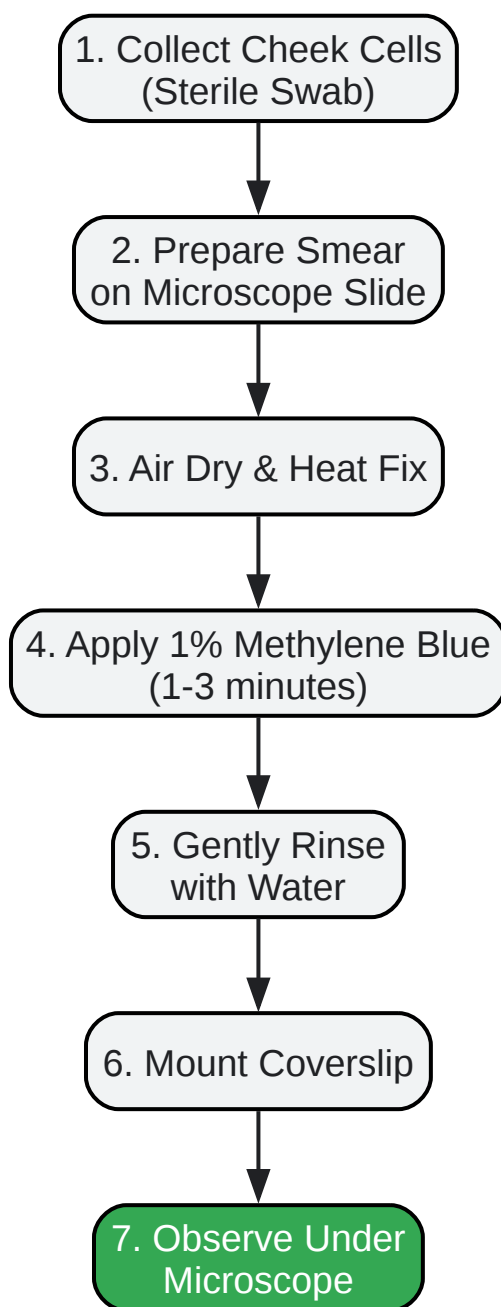 1. Collect Cheek Cells
(Sterile Swab)
2. Prepare Smear
on Microscope Slide
3. Air Dry & Heat Fix
4. Apply 1% Methylene Blue
(1-3 minutes)
5. Gently Rinse
with Water
6. Mount Coverslip
7. Observe Under
Microscope